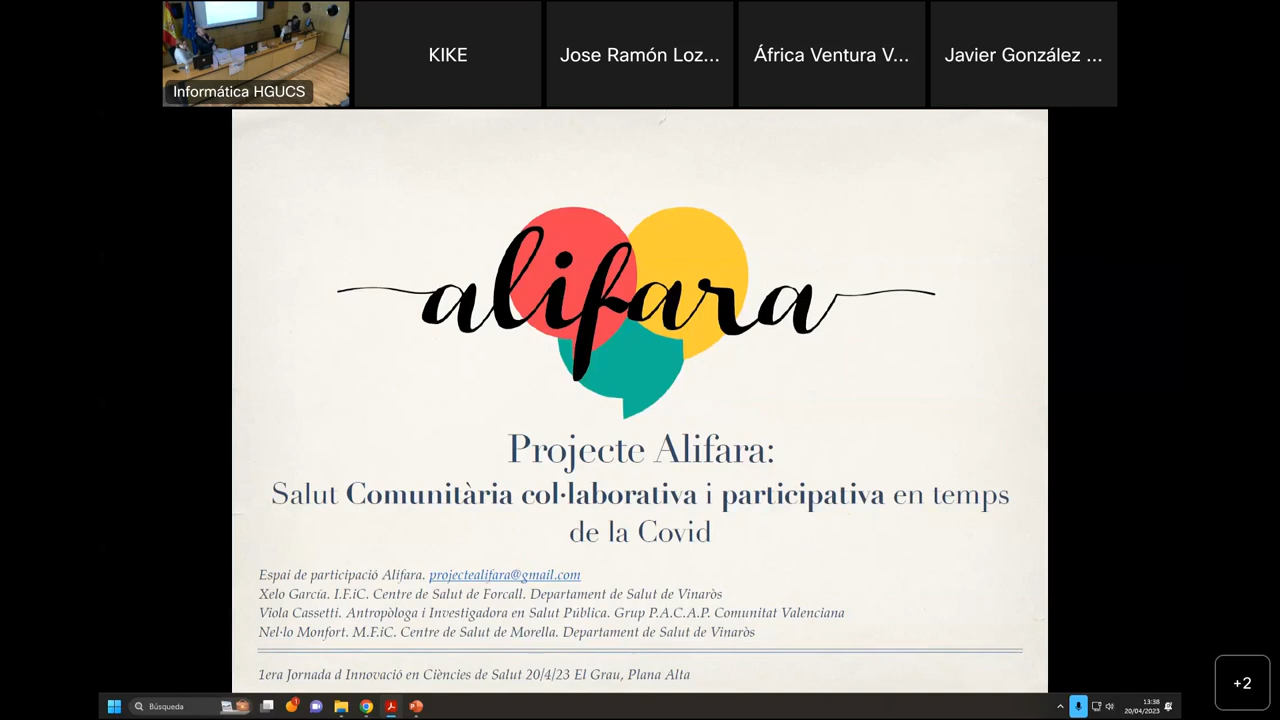 Informática HGUCS
KIKE
Jose Ramón Loz...
África Ventura V...
Javier González ...
alifara
Projecte Alifara:
Salut Comunitària col·laborativa i participativa en temps
de la Covid
Espai de participació Alifara. projectealifara@gmail.com
Xelo García. I.F.iC. Centre de Salut de Forcall. Departament de Salut de Vinaròs
Viola Cassetti. Antropòloga i Investigadora en Salut Pública. Grup P.A.C.A.P. Comunitat Valenciana
Nel·lo Monfort. M.F.iC. Centre de Salut de Morella. Departament de Salut de Vinaròs
1era Jornada d Innovació en Ciències de Salut 20/4/23 El Grau, Plana Alta
+2
Búsqueda
13:38
20/04/2023